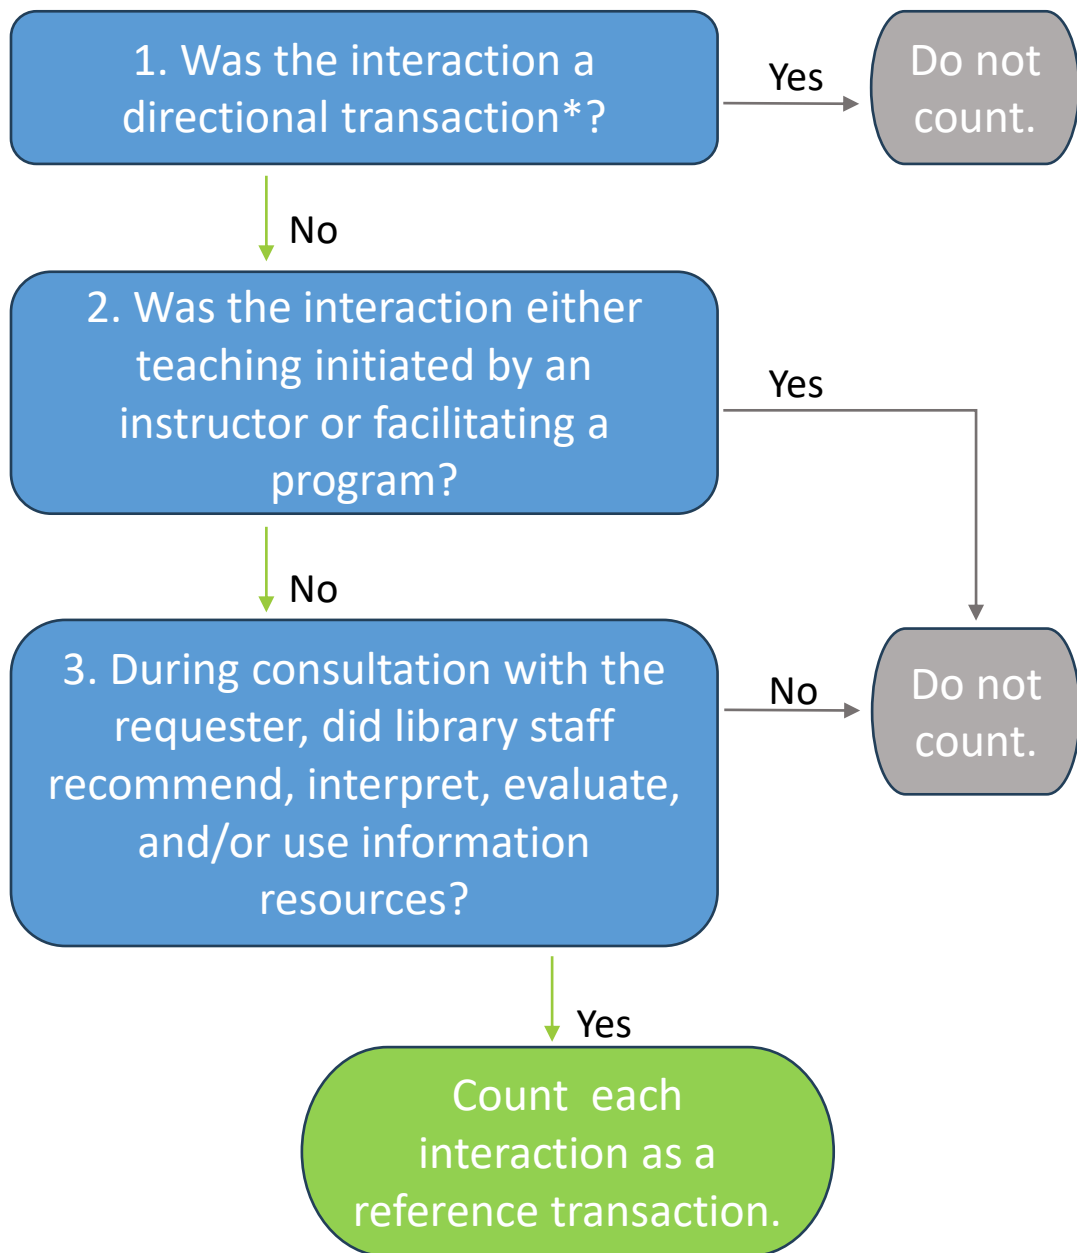 1. Was the interaction a
directional transaction*?
Yes
Do not
count.
No
2. Was the interaction either
teaching initiated by an
instructor or facilitating a
program?
Yes
No
3. During consultation with the
requester, did library staff
recommend, interpret, evaluate,
and/or use information
resources?
No
Do not
count.
Yes
Count  each
interaction as a
reference transaction.